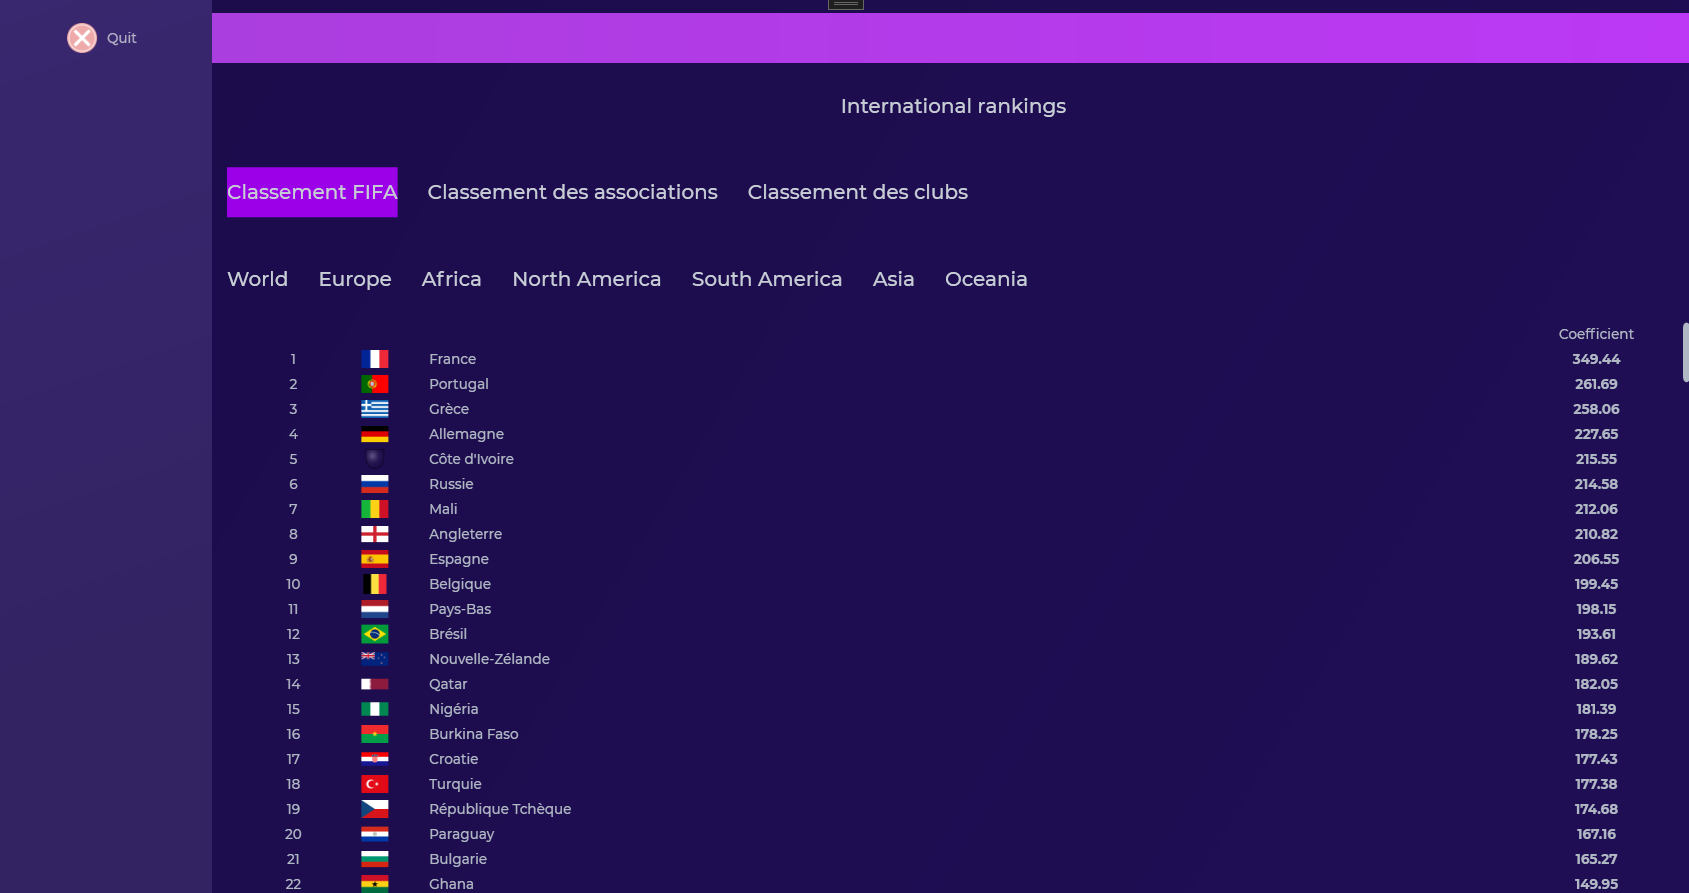 Quit
International rankings
Classement FIFA Classement des associations Classement des clubs
World Europe Africa North America South America Asia Oceania
Coefficient
1 France 349.44
2 Portugal 261.69
3 Grèce 258.06
4 Allemagne 227.65
5 Côte d'Ivoire 215.55
6 Russie 214.58
7 Mali 212.06
8 Angleterre 210.82
9 Espagne 206.55
10 Belgique 199.45
11 Pays-Bas 198.15
12 Brésil 193.61
13 Nouvelle-Zélande 189.62
14 Qatar 182.05
15 Nigéria 181.39
16 Burkina Faso 178.25
17 Croatie 177.43
18 Turquie 177.38
19 République Tchèque 174.68
20 Paraguay 167.16
21 Bulgarie 165.27
22 Ghana 149.95